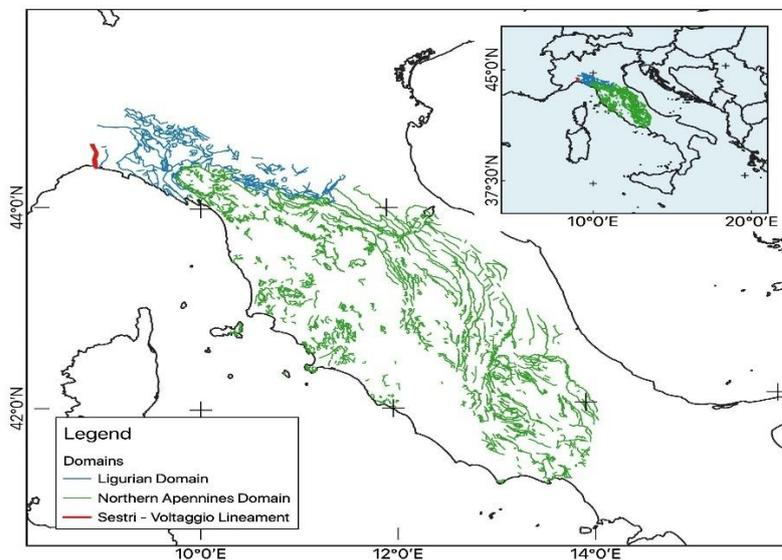 45°0'N
37°30'N
10°0'E
20°0'E
44°0'N
42°0'N
Legend
Domains
Ligurian Domain
Northern Apennines Domain
Sestri - Voltaggio Lineament
10°0'E
12°0'E
14°0'E